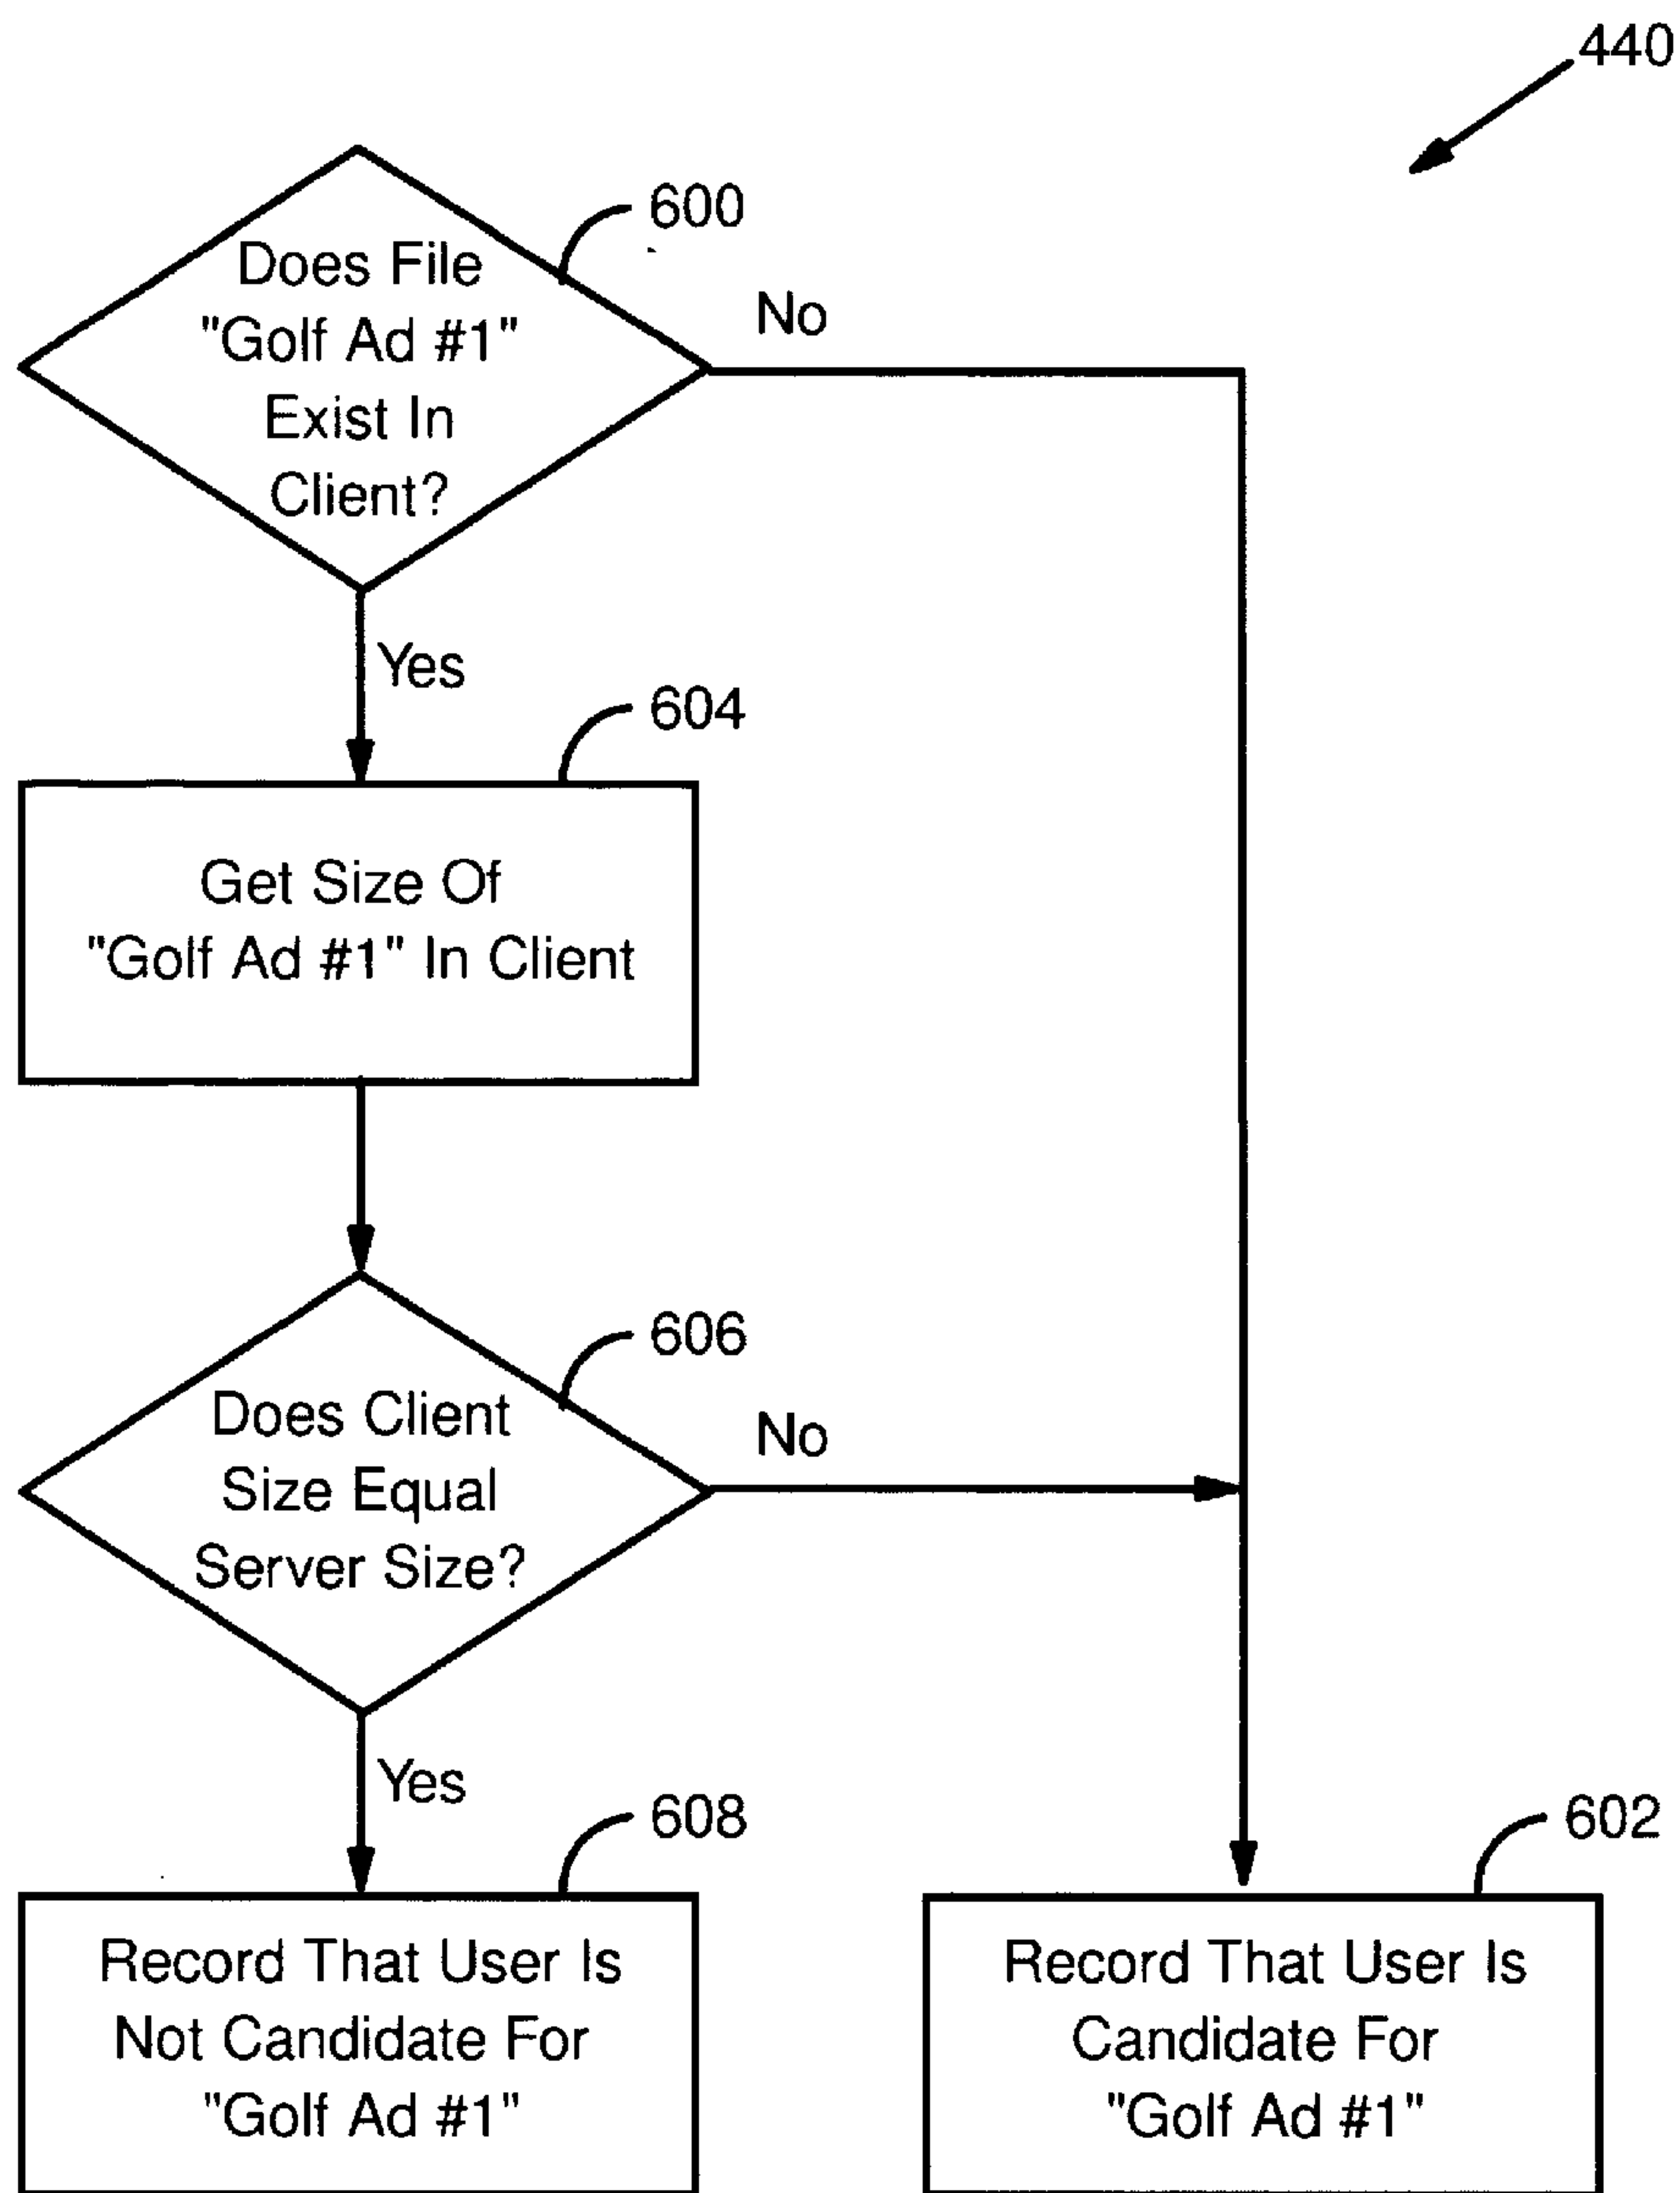 440
600
Does File
"Golf Ad #1"
Exist In
Client?
No
Yes
604
Get Size Of
"Golf Ad #1" In Client
606
Does Client
Size Equal
Server Size?
No
Yes
608
Record That User Is
Not Candidate For
"Golf Ad #1"
602
Record That User Is
Candidate For
"Golf Ad #1"